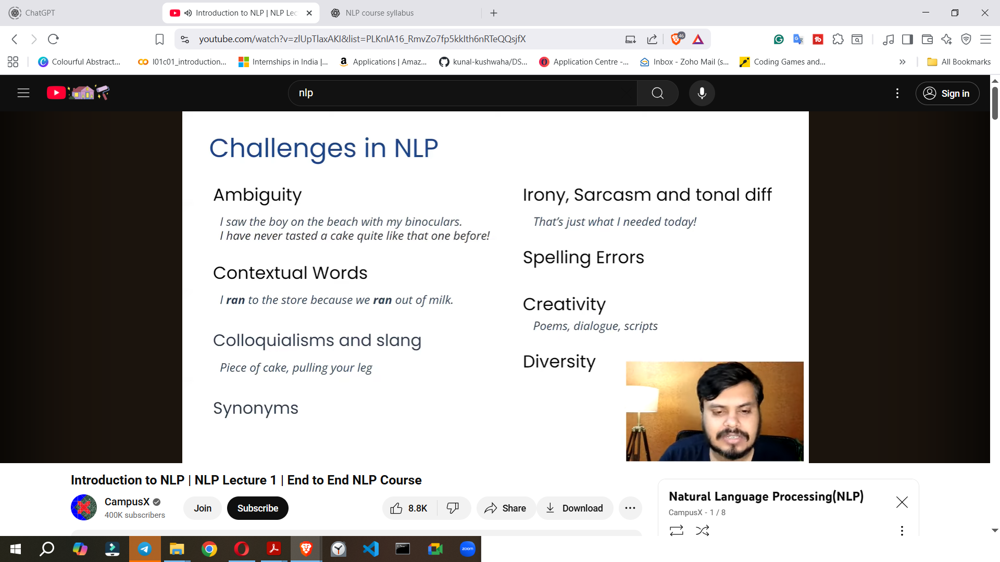 ChatGPT
Introduction to NLP | NLP Lec
NLP course syllabus
youtube.com/watch?v=zlUpTlaxAKI&list=PLKnIA16_RmvZo7fp5kkIth6nRTeQQsjfX
46
Colourful Abstract...
l01c01_introduction...
Internships in India |...
Applications | Amaz...
kunal-kushwaha/DS...
Application Centre -...
Inbox - Zoho Mail (s...
Coding Games and...
All Bookmarks
nlp
Sign in
Challenges in NLP
Ambiguity
I saw the boy on the beach with my binoculars.
I have never tasted a cake quite like that one before!
Contextual Words
I ran to the store because we ran out of milk.
Colloquialisms and slang
Piece of cake, pulling your leg
Synonyms
Irony, Sarcasm and tonal diff
That's just what I needed today!
Spelling Errors
Creativity
Poems, dialogue, scripts
Diversity
Introduction to NLP | NLP Lecture 1 | End to End NLP Course
CampusX
400K subscribers
Join
Subscribe
8.8K
Share
Download
Natural Language Processing(NLP)
CampusX - 1 / 8
zoom